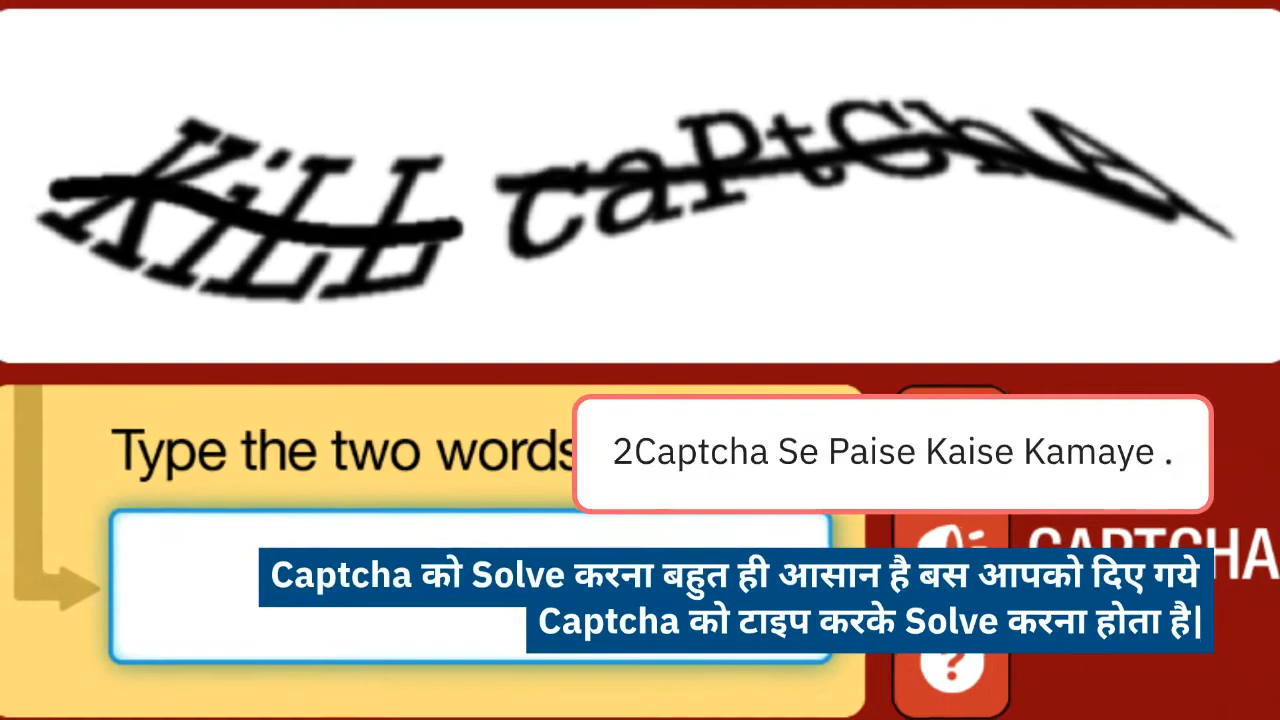 KiLL caPtChA
Type the two words
2Captcha Se Paise Kaise Kamaye .
CAPTCHA
Captcha को Solve करना बहुत ही आसान है बस आपको दिए गये
Captcha को टाइप करके Solve करना होता है|
?